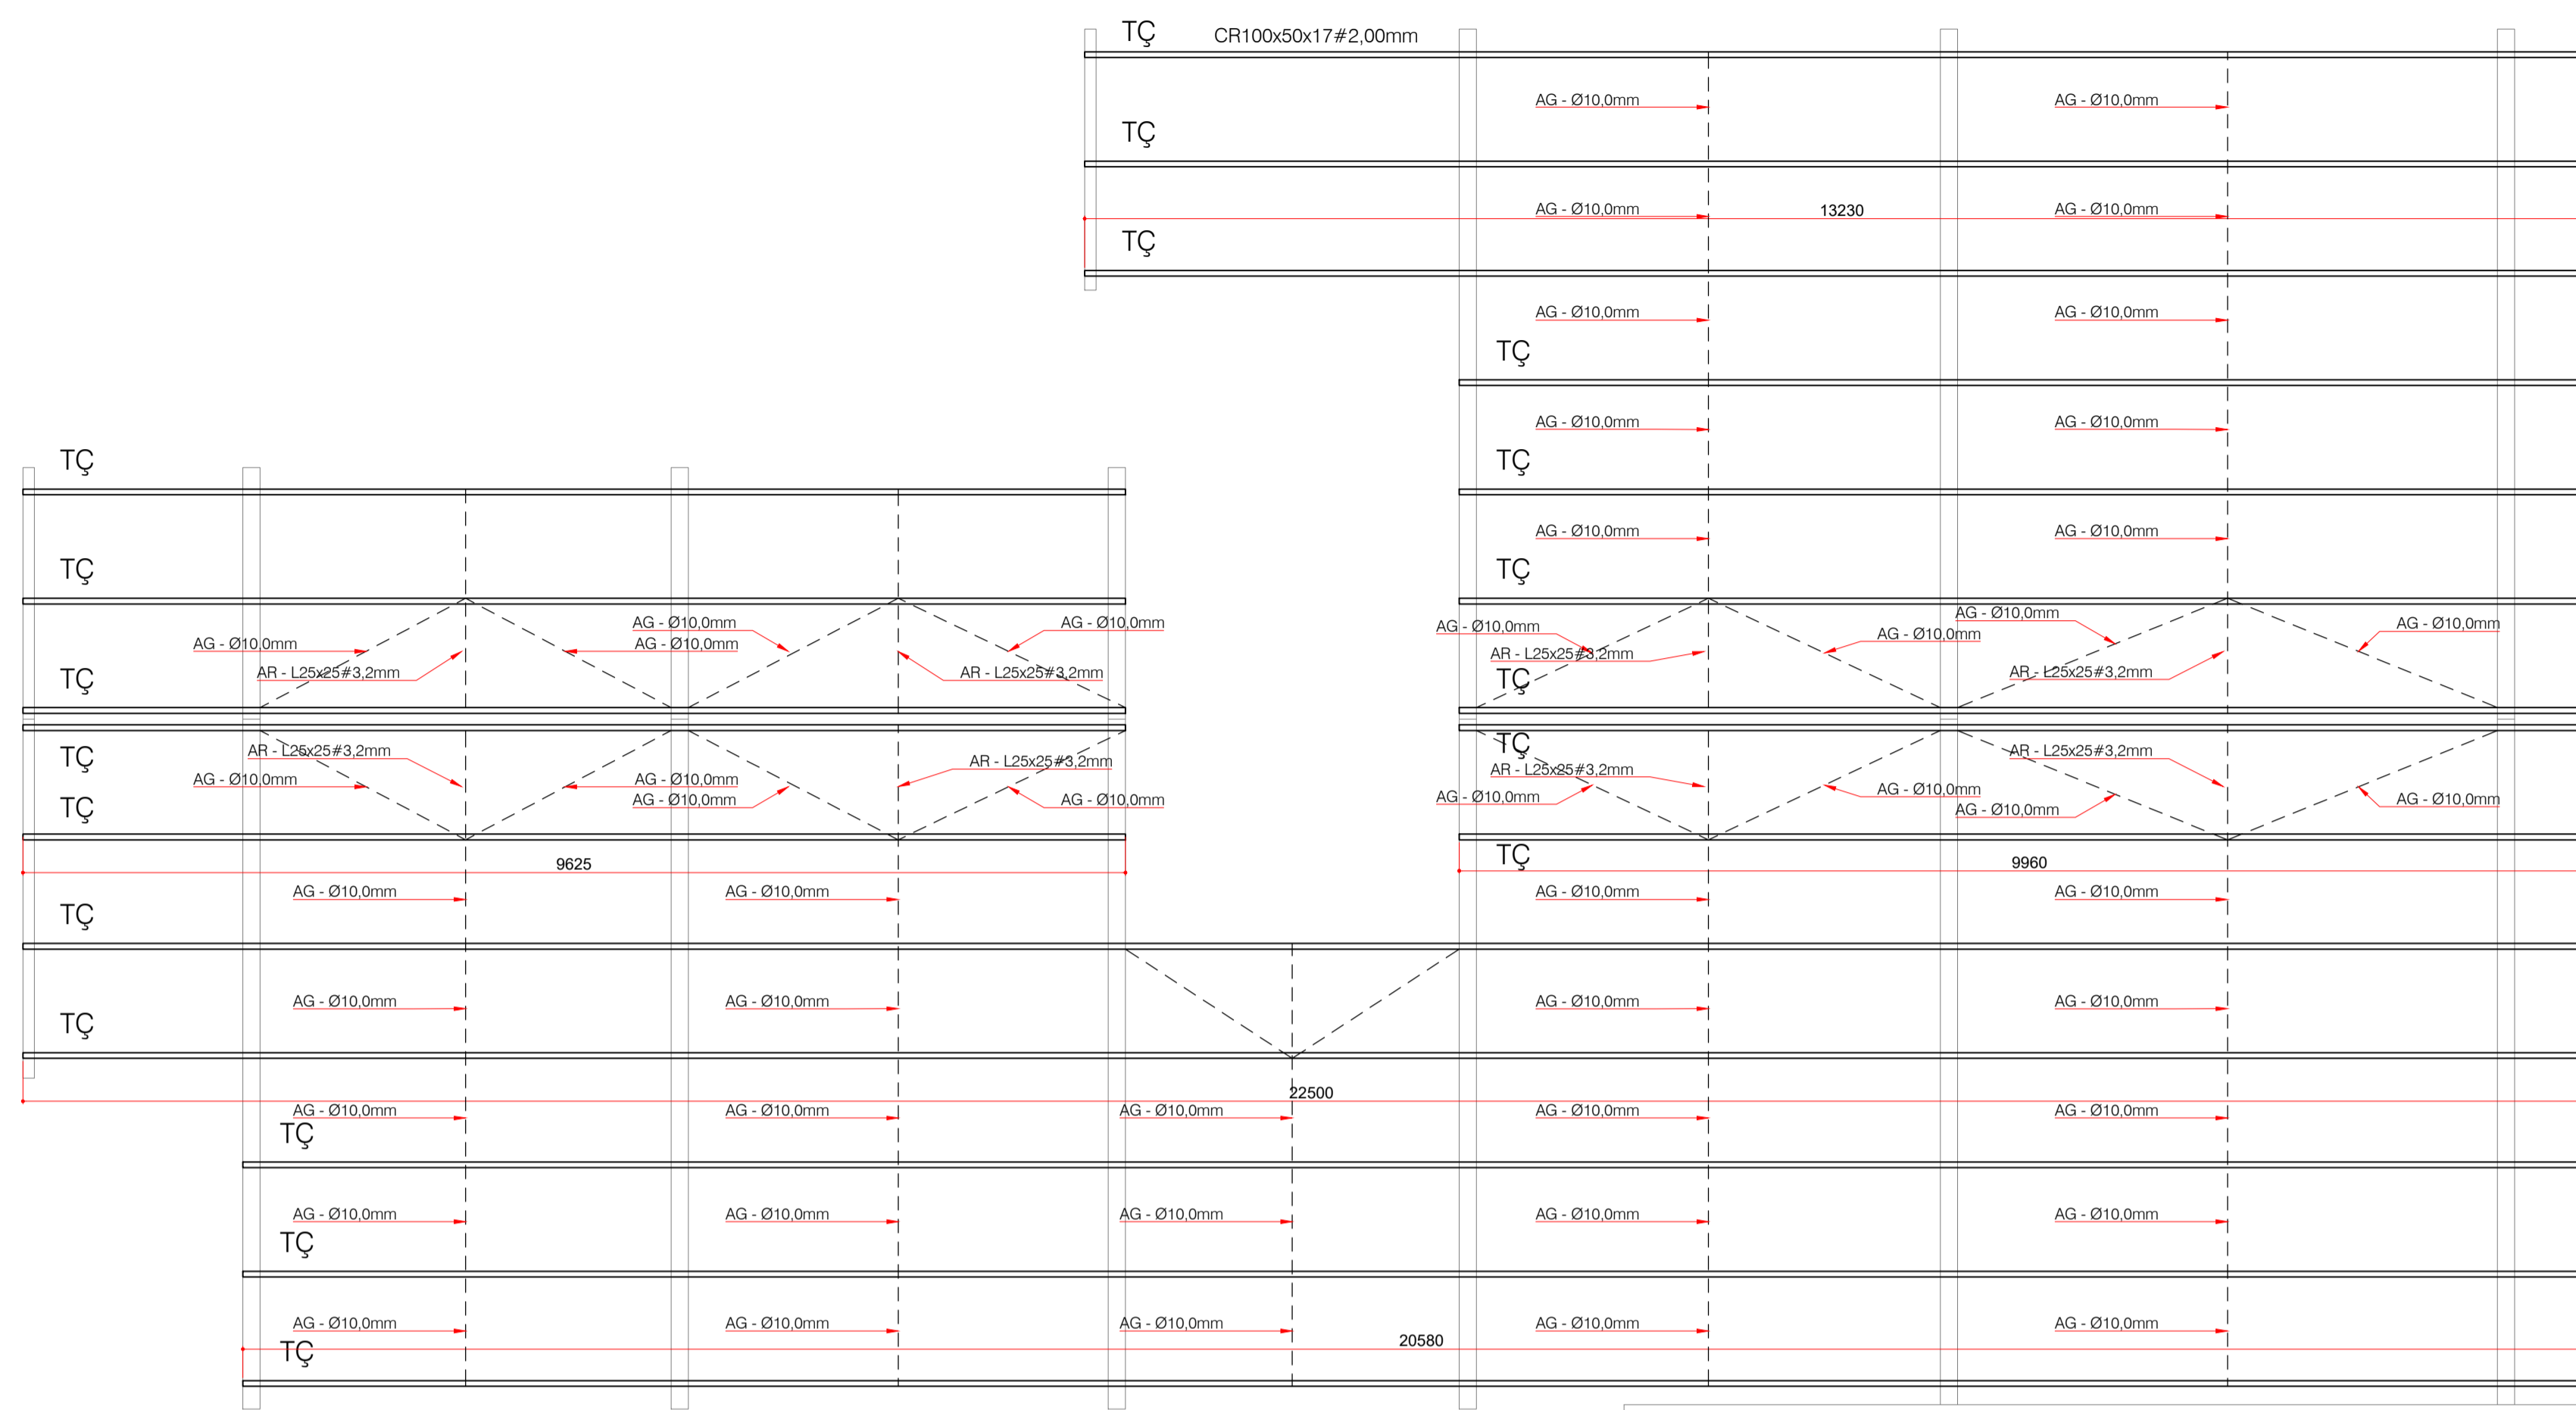 TÇ
CR100x50x17#2,00mm
AG - Ø10,0mm
AG - Ø10,0mm
TÇ
AG - Ø10,0mm
13230
AG - Ø10,0mm
TÇ
AG - Ø10,0mm
AG - Ø10,0mm
TÇ
AG - Ø10,0mm
AG - Ø10,0mm
TÇ
TÇ
AG - Ø10,0mm
AG - Ø10,0mm
TÇ
TÇ
AG - Ø10,0mm
AG - Ø10,0mm
AG - Ø10,0mm
AG - Ø10,0mm
AG - Ø10,0mm
AG - Ø10,0mm
AG - Ø10,0mm
AG - Ø10,0mm
AR - L25x25#3,2mm
AR - L25x25#3,2mm
AR - L25x25#3,2mm
AR - L25x25#3,2mm
TÇ
TÇ
TÇ
TÇ
AR - L25x25#3,2mm
AR - L25x25#3,2mm
AR - L25x25#3,2mm
AR - L25x25#3,2mm
AG - Ø10,0mm
AG - Ø10,0mm
AG - Ø10,0mm
AG - Ø10,0mm
AG - Ø10,0mm
AG - Ø10,0mm
AG - Ø10,0mm
AG - Ø10,0mm
TÇ
TÇ
9625
9960
AG - Ø10,0mm
AG - Ø10,0mm
AG - Ø10,0mm
AG - Ø10,0mm
TÇ
AG - Ø10,0mm
AG - Ø10,0mm
AG - Ø10,0mm
AG - Ø10,0mm
TÇ
22500
AG - Ø10,0mm
AG - Ø10,0mm
AG - Ø10,0mm
AG - Ø10,0mm
AG - Ø10,0mm
TÇ
AG - Ø10,0mm
AG - Ø10,0mm
AG - Ø10,0mm
AG - Ø10,0mm
AG - Ø10,0mm
TÇ
AG - Ø10,0mm
AG - Ø10,0mm
AG - Ø10,0mm
AG - Ø10,0mm
AG - Ø10,0mm
20580
TÇ